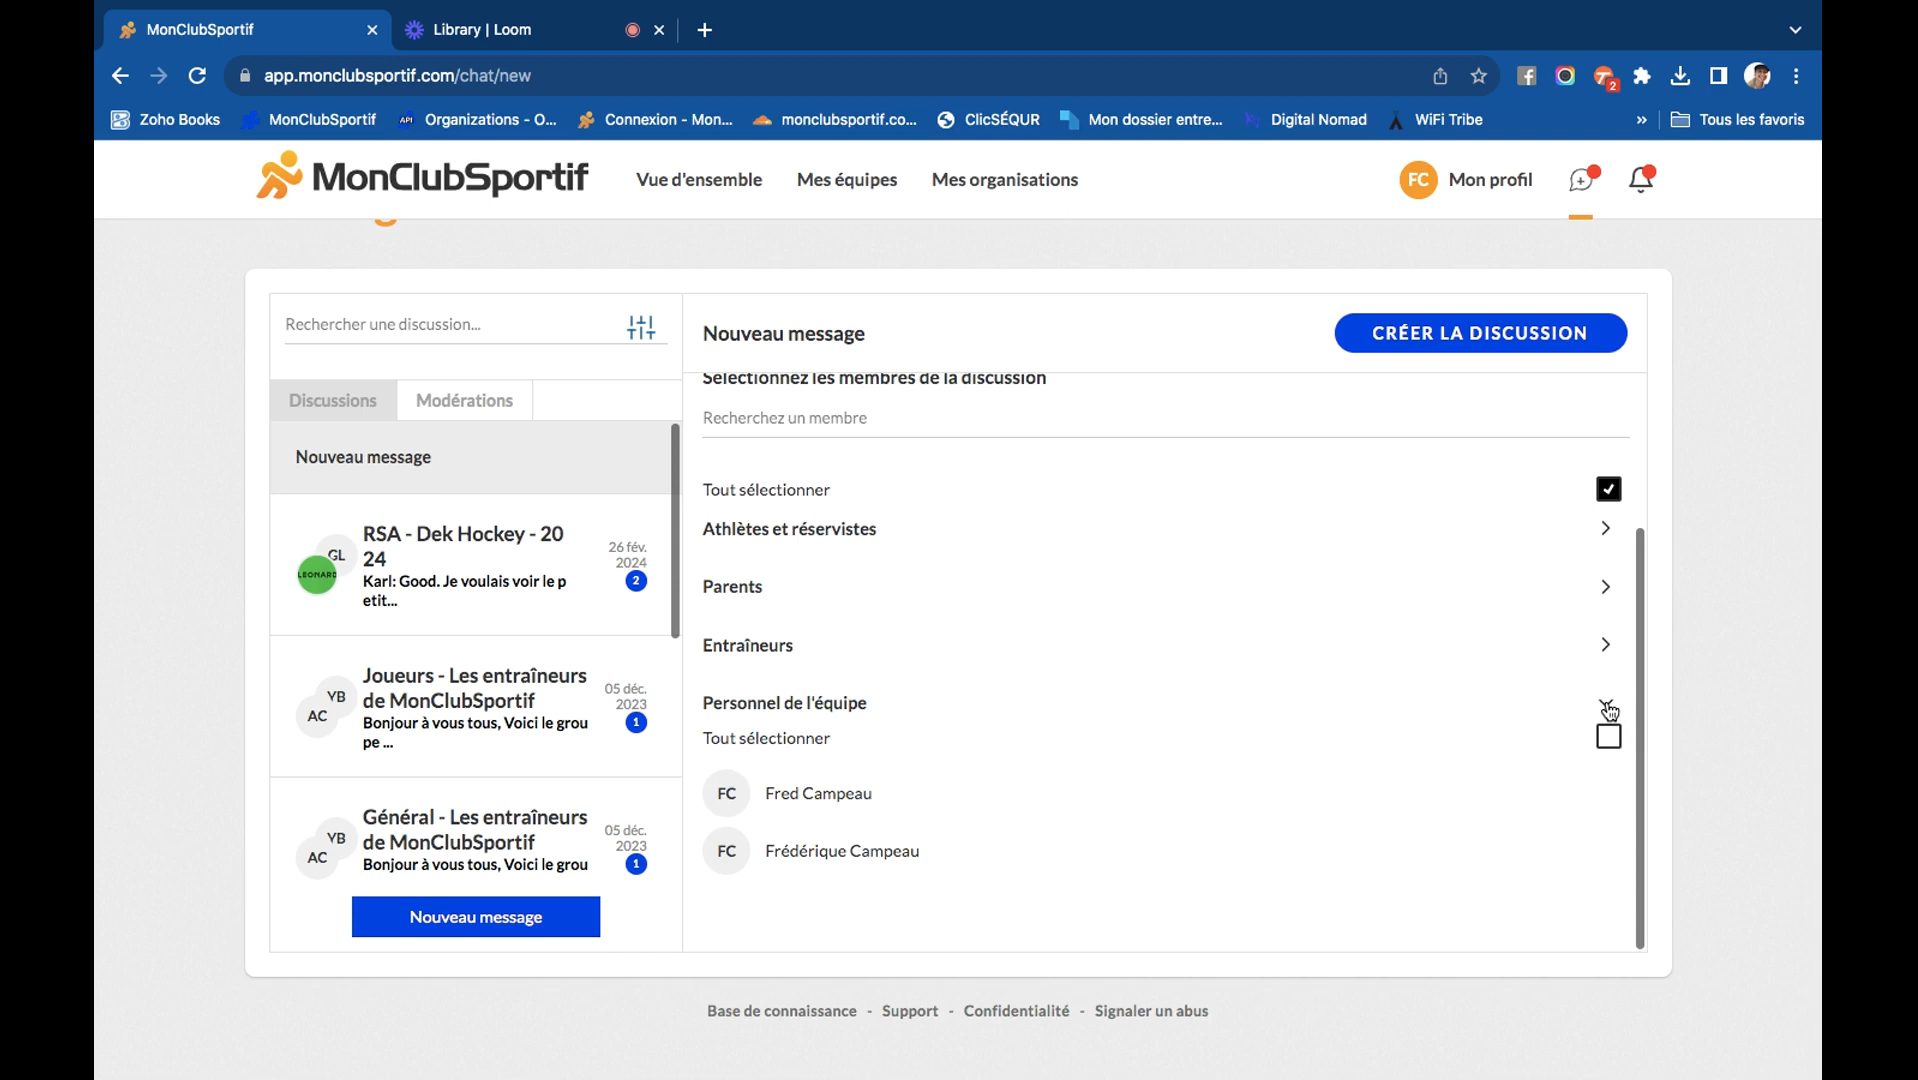 MonClubSportif
Library | Loom
app.monclubsportif.com/chat/new
2
Zoho Books
MonClubSportif
API
Organizations - O...
Connexion - Mon...
monclubsportif.co...
ClicSÉQUR
Mon dossier entre...
Digital Nomad
WiFi Tribe
»
Tous les favoris
MonClubSportif
Vue d'ensemble
Mes équipes
Mes organisations
FC
Mon profil
Rechercher une discussion...
Nouveau message
CRÉER LA DISCUSSION
Discussions
Modérations
Sélectionnez les membres de la discussion
Recherchez un membre
Nouveau message
Tout sélectionner
Athlètes et réservistes
Parents
Entraîneurs
Personnel de l'équipe
Tout sélectionner
FC
Fred Campeau
FC
Frédérique Campeau
GL
LEONARD
RSA - Dek Hockey - 20
24
Karl: Good. Je voulais voir le p
etit...
26 fév.
2024
2
YB
AC
Joueurs - Les entraîneurs
de MonClubSportif
Bonjour à vous tous, Voici le grou
pe ...
05 déc.
2023
1
YB
AC
Général - Les entraîneurs
de MonClubSportif
Bonjour à vous tous, Voici le grou
05 déc.
2023
1
Nouveau message
Base de connaissance - Support - Confidentialité - Signaler un abus